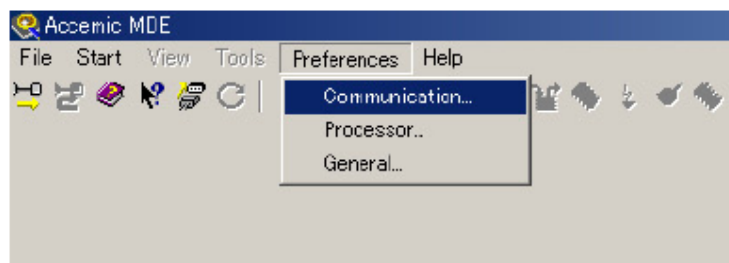 Accemic MDE
File Start View Tools Preferences Help
Communication...
Processor..
General...